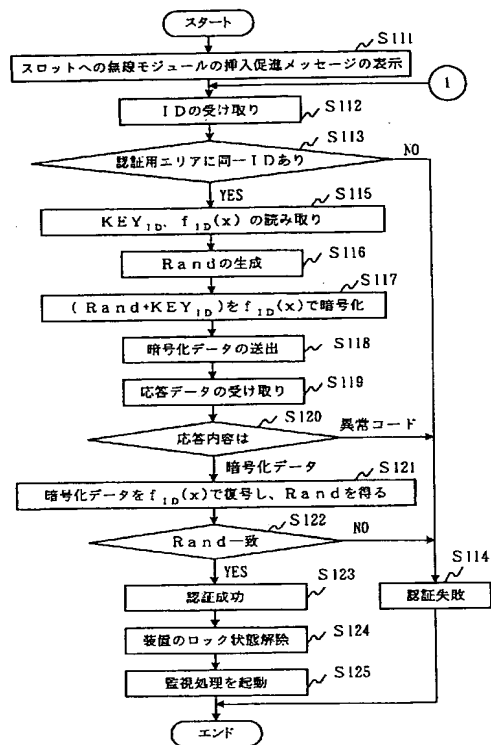 スタート
S111
スロットへの無線モジュールの挿入促進メッセージの表示
1
IDの受け取り
S112
S113
認証用エリアに同一IDあり
NO
YES
S115
KEY_ID、f_ID(x)の読み取り
S116
Randの生成
S117
(Rand+KEY_ID)をf_ID(x)で暗号化
暗号化データの送出
S118
応答データの受け取り
S119
S120
応答内容は
異常コード
暗号化データ
S121
暗号化データをf_ID(x)で復号し、Randを得る
S122
Rand一致
NO
YES
S114
認証失敗
S123
認証成功
装置のロック状態解除
S124
監視処理を起動
S125
エンド